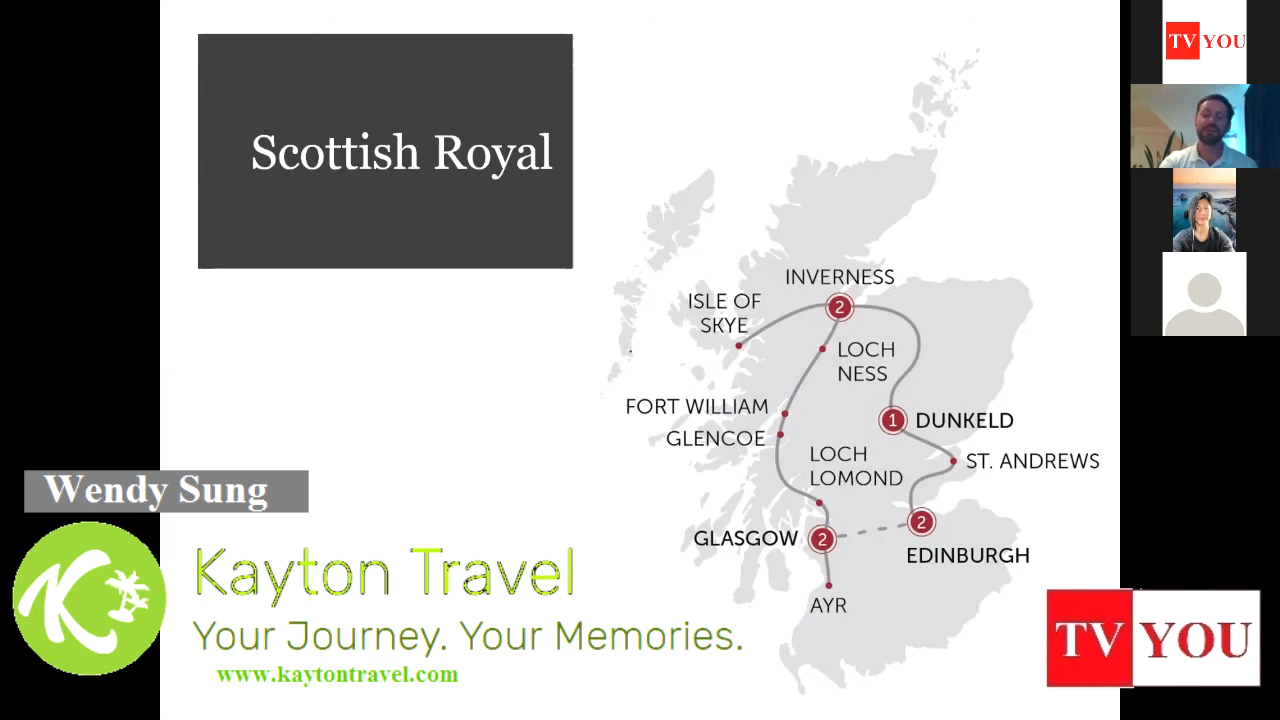 Scottish Royal
TV YOU
INVERNESS
2
ISLE OF
SKYE
LOCH
NESS
FORT WILLIAM
GLENCOE
1
DUNKELD
LOCH
LOMOND
ST. ANDREWS
GLASGOW
2
2
EDINBURGH
AYR
Wendy Sung
K
Kayton Travel
Your Journey. Your Memories.
www.kaytontravel.com
TV YOU